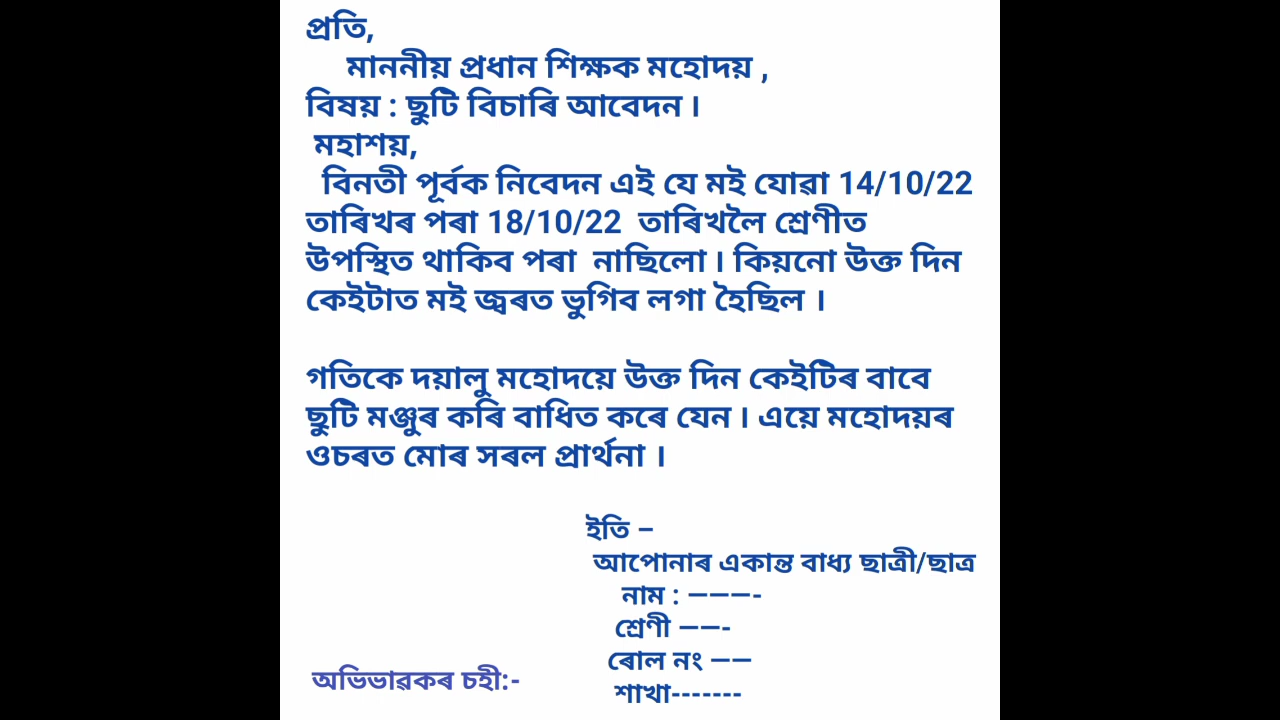 প্ৰতি,
মাননীয় প্ৰধান শিক্ষক মহোদয় ,
বিষয় : ছুটি বিচাৰি আবেদন ।
মহাশয়,
বিনতী পূৰ্বক নিবেদন এই যে মই যোৱা 14/10/22
তাৰিখৰ পৰা 18/10/22 তাৰিখলৈ শ্ৰেণীত
উপস্থিত থাকিব পৰা নাছিলো । কিয়নো উক্ত দিন
কেইটাত মই জ্বৰত ভুগিব লগা হৈছিল ।
গতিকে দয়ালু মহোদয়ে উক্ত দিন কেইটিৰ বাবে
ছুটি মঞ্জুৰ কৰি বাধিত কৰে যেন । এয়ে মহোদয়ৰ
ওচৰত মোৰ সৰল প্ৰাৰ্থনা ।
ইতি –
আপোনাৰ একান্ত বাধ্য ছাত্ৰী/ছাত্ৰ
নাম : –––-
শ্ৰেণী ––-
ৰোল নং ––
শাখা-------
অভিভাৱকৰ চহী:-